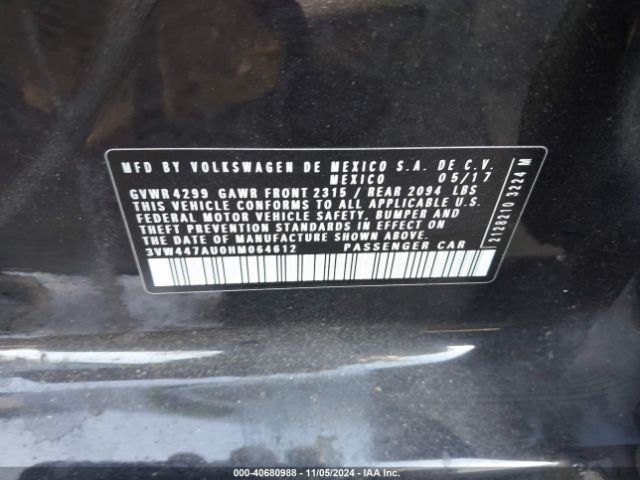 MFD BY VOLKSWAGEN DE MEXICO S.A. DE C.V.
MEXICO 05/17
GVWR 4299 GAWR FRONT 2315 / REAR 2094 LBS
THIS VEHICLE CONFORMS TO ALL APPLICABLE U.S.
FEDERAL MOTOR VEHICLE SAFETY, BUMPER AND
THEFT PREVENTION STANDARDS IN EFFECT ON
THE DATE OF MANUFACTURE SHOWN ABOVE.
3VW447AU0HM064612 PASSENGER CAR
2128210 3224 M
000-40680988 - 11/05/2024 - IAA Inc.